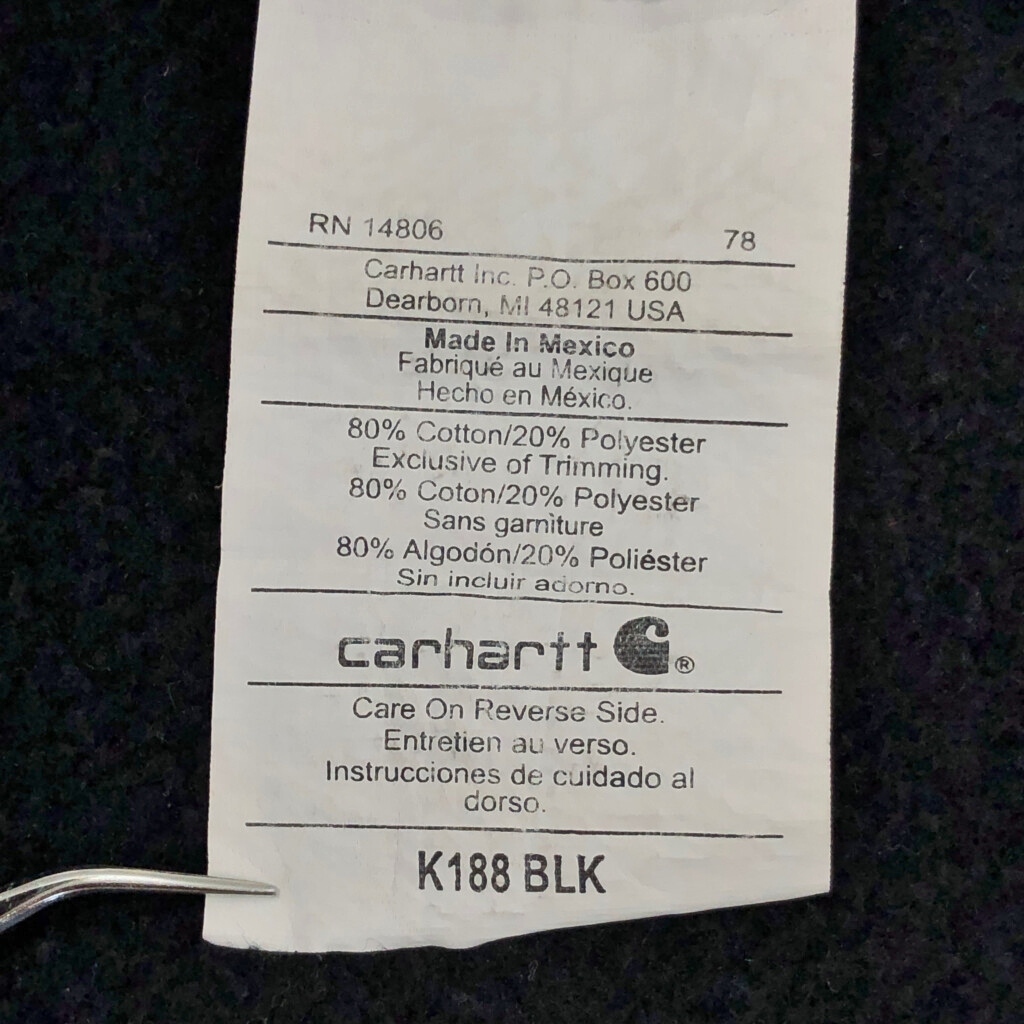 RN 14806 78
Carhartt Inc. P.O. Box 600
Dearborn, MI 48121 USA
Made In Mexico
Fabriqué au Mexique
Hecho en México.
80% Cotton/20% Polyester
Exclusive of Trimming.
80% Coton/20% Polyester
Sans garniture
80% Algodón/20% Poliéster
Sin incluir adorno.
carhartt ®
Care On Reverse Side.
Entretien au verso.
Instrucciones de cuidado al
dorso.
K188 BLK